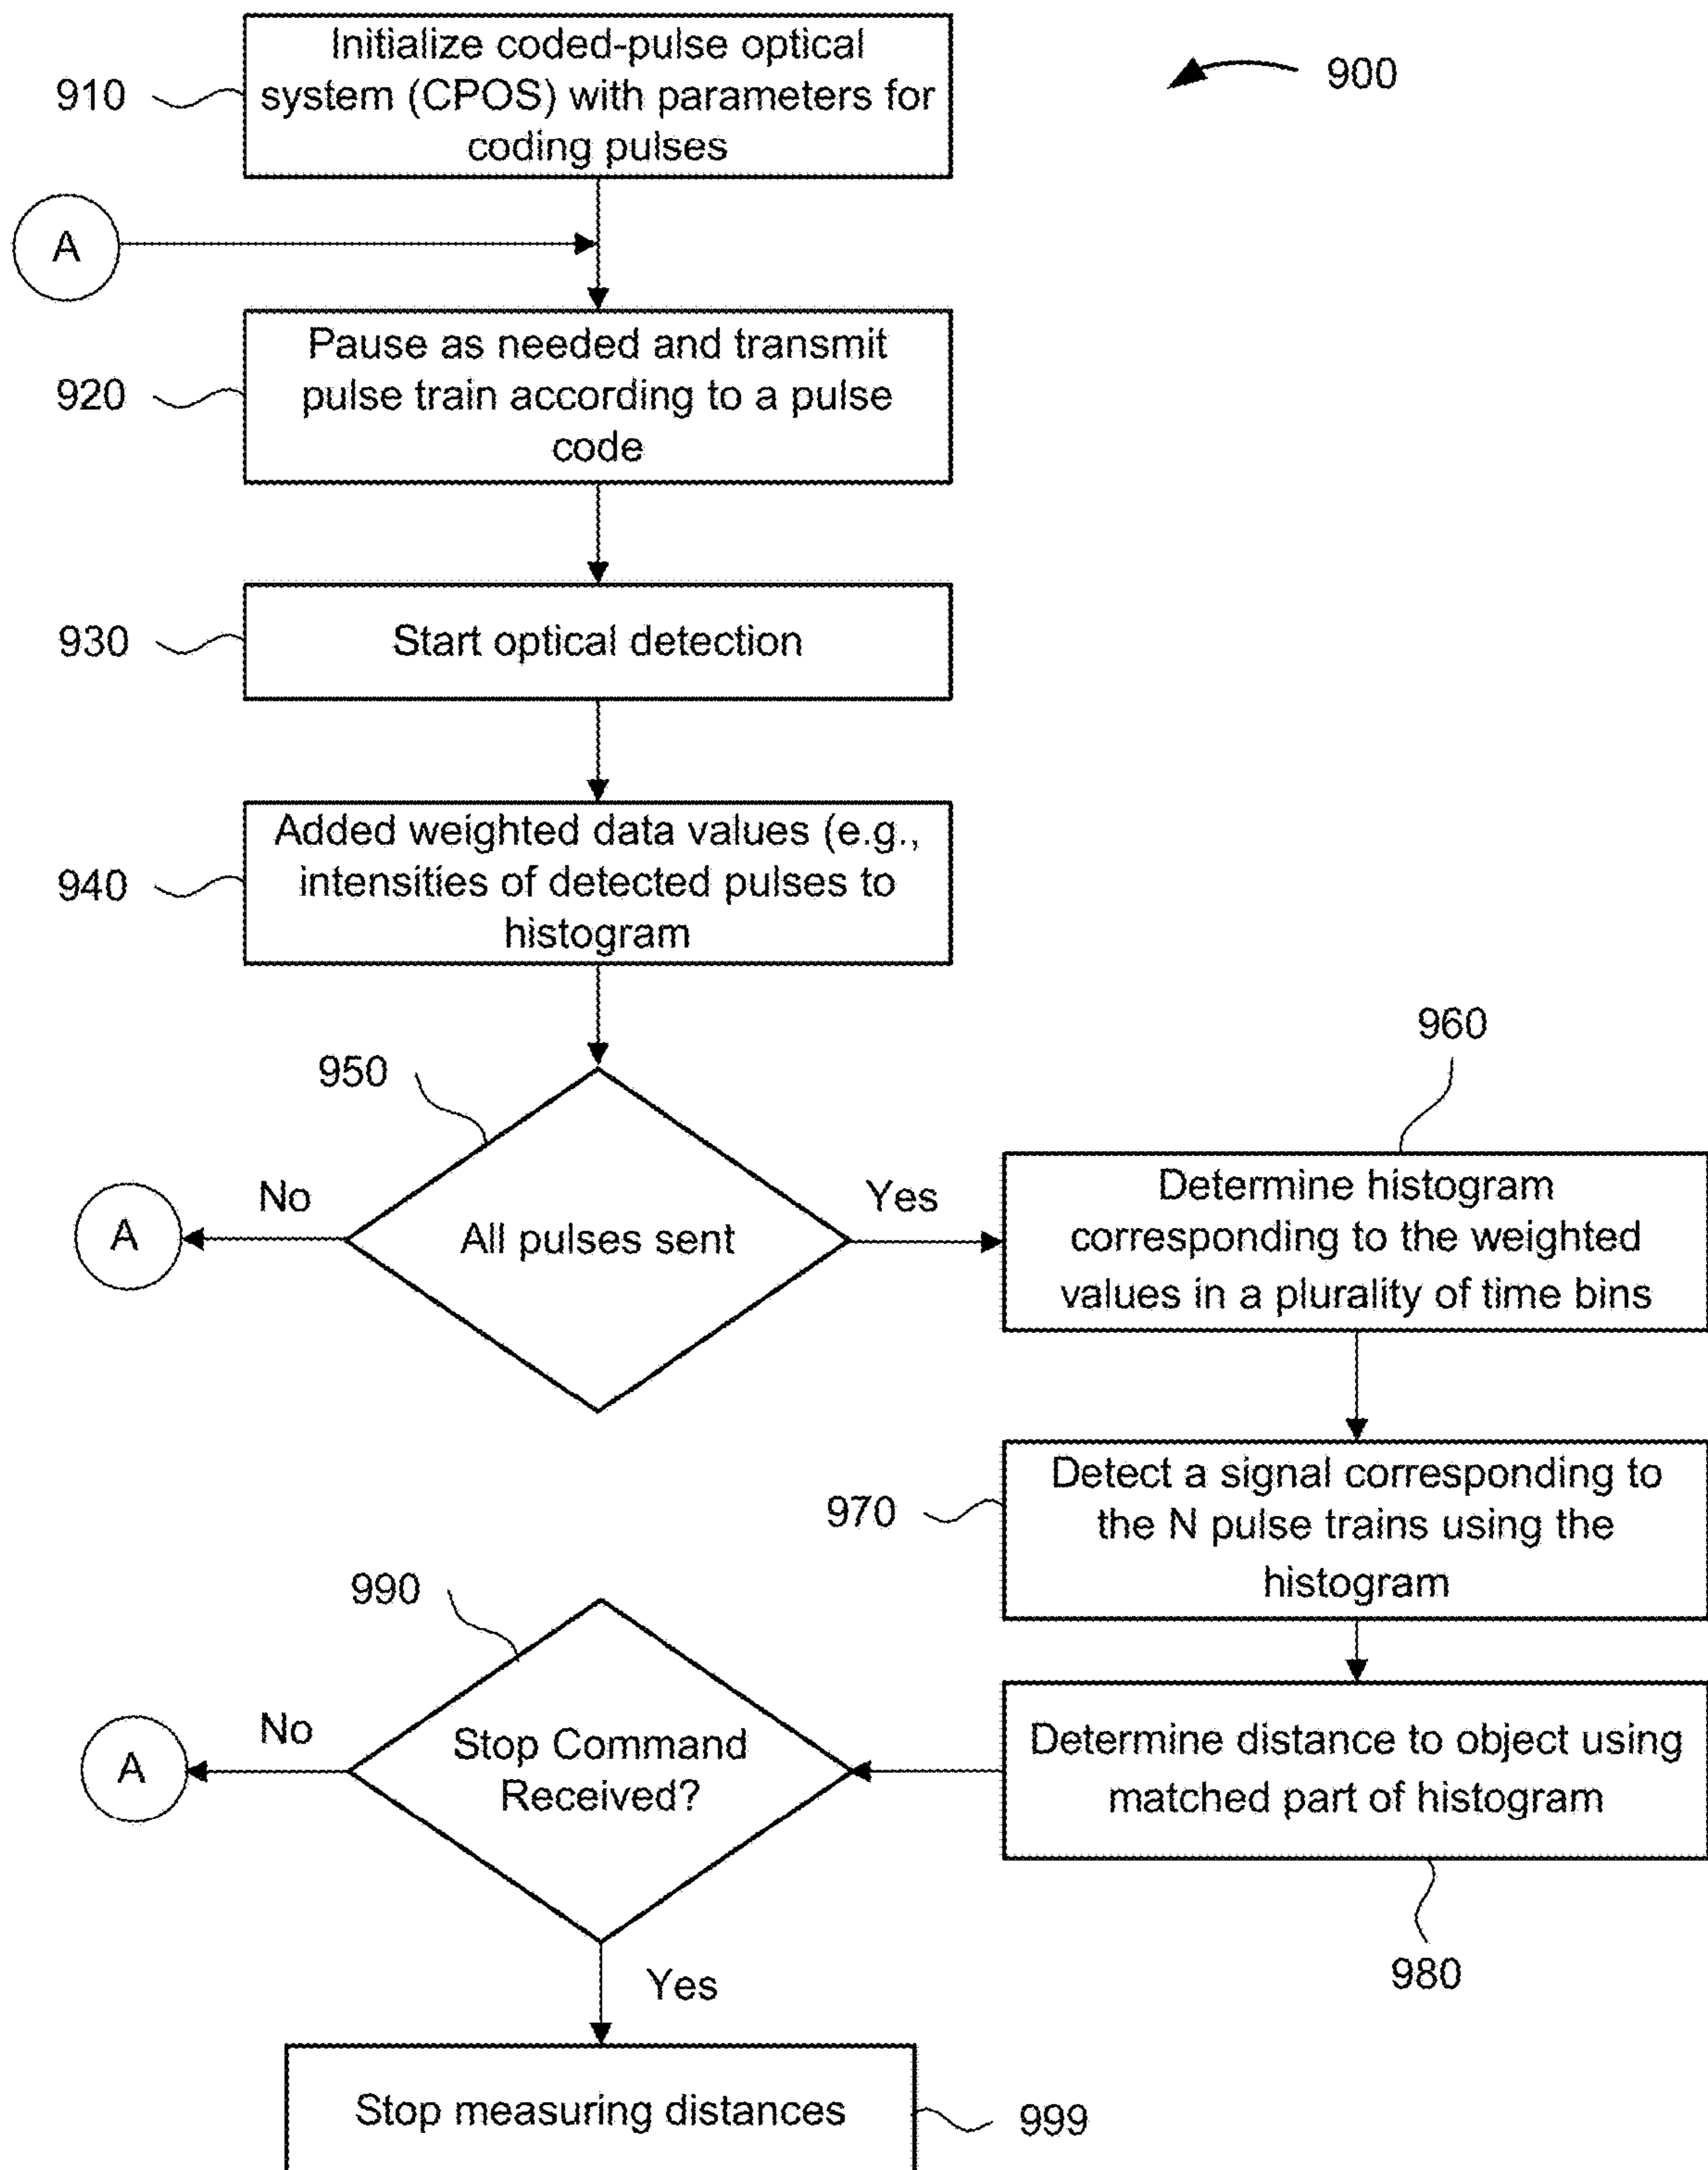 Initialize coded-pulse optical
system (CPOS) with parameters for
coding pulses
910
900
A
Pause as needed and transmit
pulse train according to a pulse
code
920
Start optical detection
930
Added weighted data values (e.g.,
intensities of detected pulses to
histogram
940
950
All pulses sent
No
A
Yes
960
Determine histogram
corresponding to the weighted
values in a plurality of time bins
Detect a signal corresponding to
the N pulse trains using the
histogram
970
Determine distance to object using
matched part of histogram
980
990
Stop Command
Received?
No
A
Yes
Stop measuring distances
999